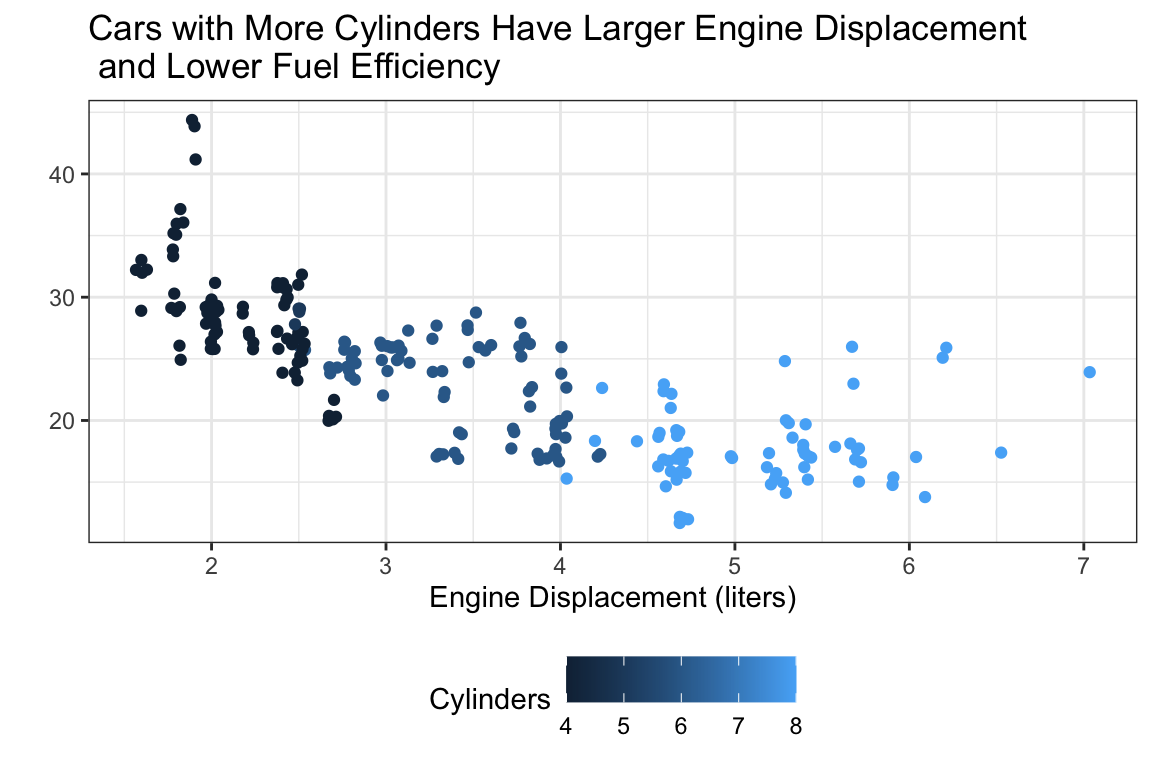 Cars with More Cylinders Have Larger Engine Displacement
and Lower Fuel Efficiency
40
30
20
2 3 4 5 6 7
Engine Displacement (liters)
Cylinders
4 5 6 7 8